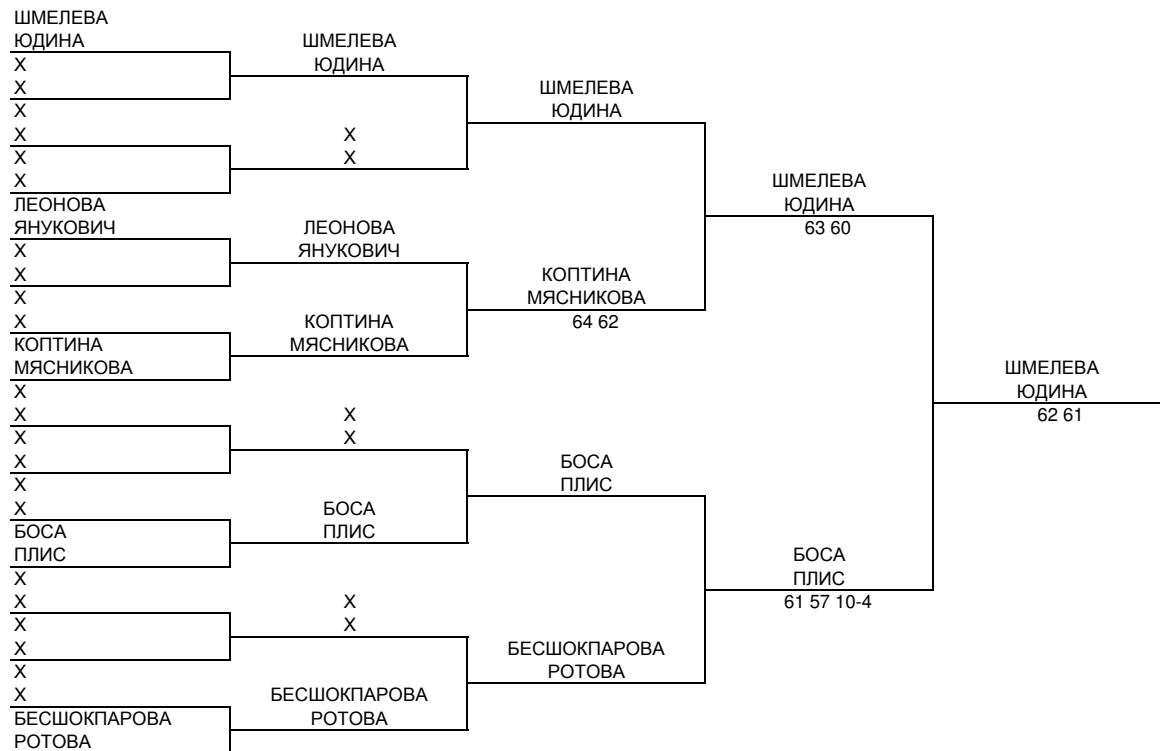 ШМЕЛЕВА
ЮДИНА
X
X
X
X
X
X
ЛЕОНОВА
ЯНУКОВИЧ
X
X
X
X
КОПТИНА
МЯСНИКОВА
X
X
X
X
X
X
БОСА
ПЛИС
X
X
X
X
X
X
БЕСШОКПАРОВА
РОТОВА
ШМЕЛЕВА
ЮДИНА
X
X
ЛЕОНОВА
ЯНУКОВИЧ
КОПТИНА
МЯСНИКОВА
X
X
БОСА
ПЛИС
X
X
БЕСШОКПАРОВА
РОТОВА
ШМЕЛЕВА
ЮДИНА
КОПТИНА
МЯСНИКОВА
64 62
БОСА
ПЛИС
БЕСШОКПАРОВА
РОТОВА
ШМЕЛЕВА
ЮДИНА
63 60
БОСА
ПЛИС
61 57 10-4
ШМЕЛЕВА
ЮДИНА
62 61